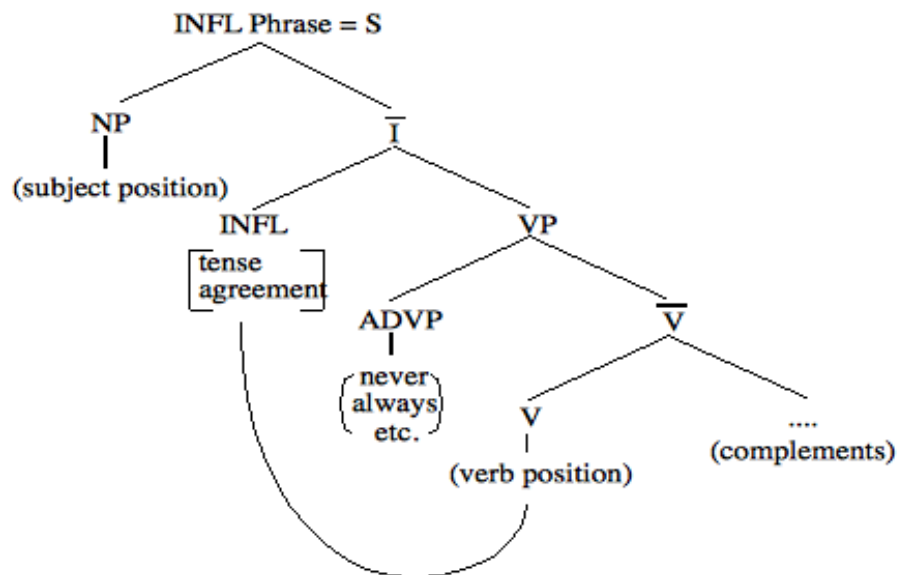 INFL Phrase = S
NP
I̅
(subject position)
INFL
VP
tense
agreement
ADVP
V̅
never
always
etc.
V
....
(complements)
(verb position)